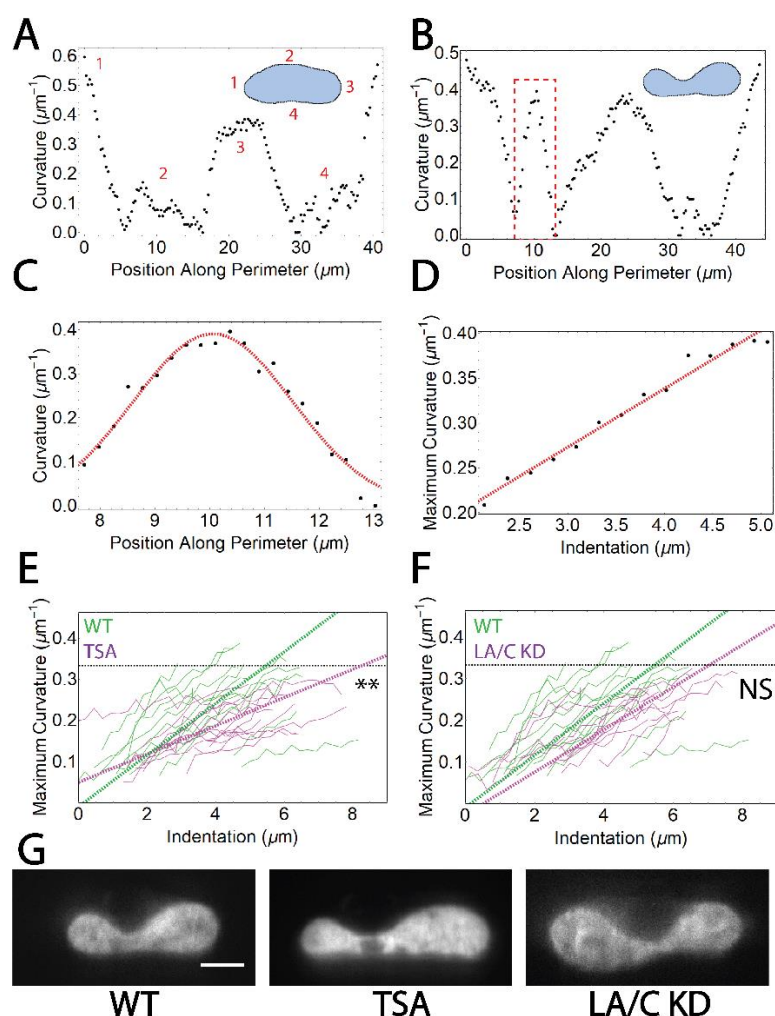 A
B
0.6
0.5
0.4
0.3
0.2
0.1
0.0
Curvature (µm⁻¹)
1
2
1
3
4
2
3
4
0 10 20 30 40
Position Along Perimeter (µm)
0.5
0.4
0.3
0.2
0.1
0.0
Curvature (µm⁻¹)
0 10 20 30 40
Position Along Perimeter (µm)
C
D
0.4
0.3
0.2
0.1
0.0
Curvature (µm⁻¹)
8 9 10 11 12 13
Position Along Perimeter (µm)
0.40
0.35
0.30
0.25
0.20
Maximum Curvature (µm⁻¹)
2.5 3.0 3.5 4.0 4.5 5.0
Indentation (µm)
E
F
WT
TSA
**
0.4
0.3
0.2
0.1
Maximum Curvature (µm⁻¹)
0 2 4 6 8
Indentation (µm)
WT
LA/C KD
NS
0.4
0.3
0.2
0.1
Maximum Curvature (µm⁻¹)
0 2 4 6 8
Indentation (µm)
G
WT TSA LA/C KD